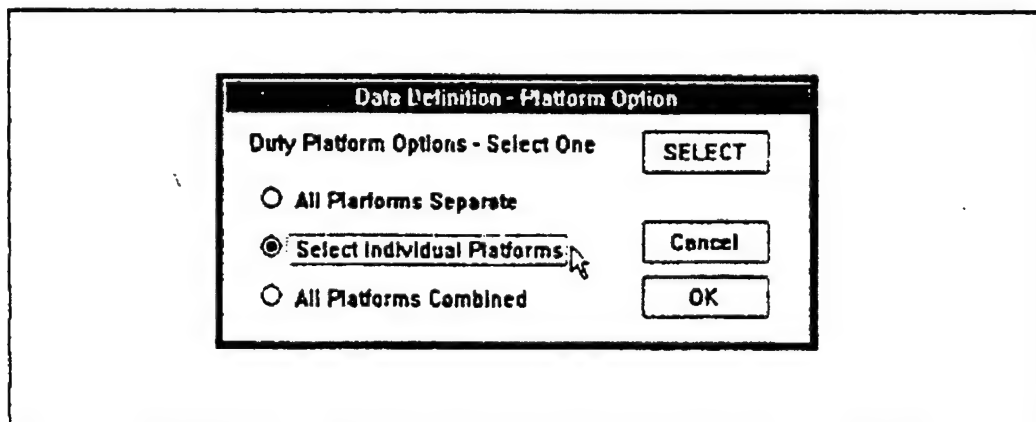 Data Definition - Platform Option
Duty Platform Options - Select One
SELECT
All Platforms Separate
Select Individual Platforms
Cancel
All Platforms Combined
OK